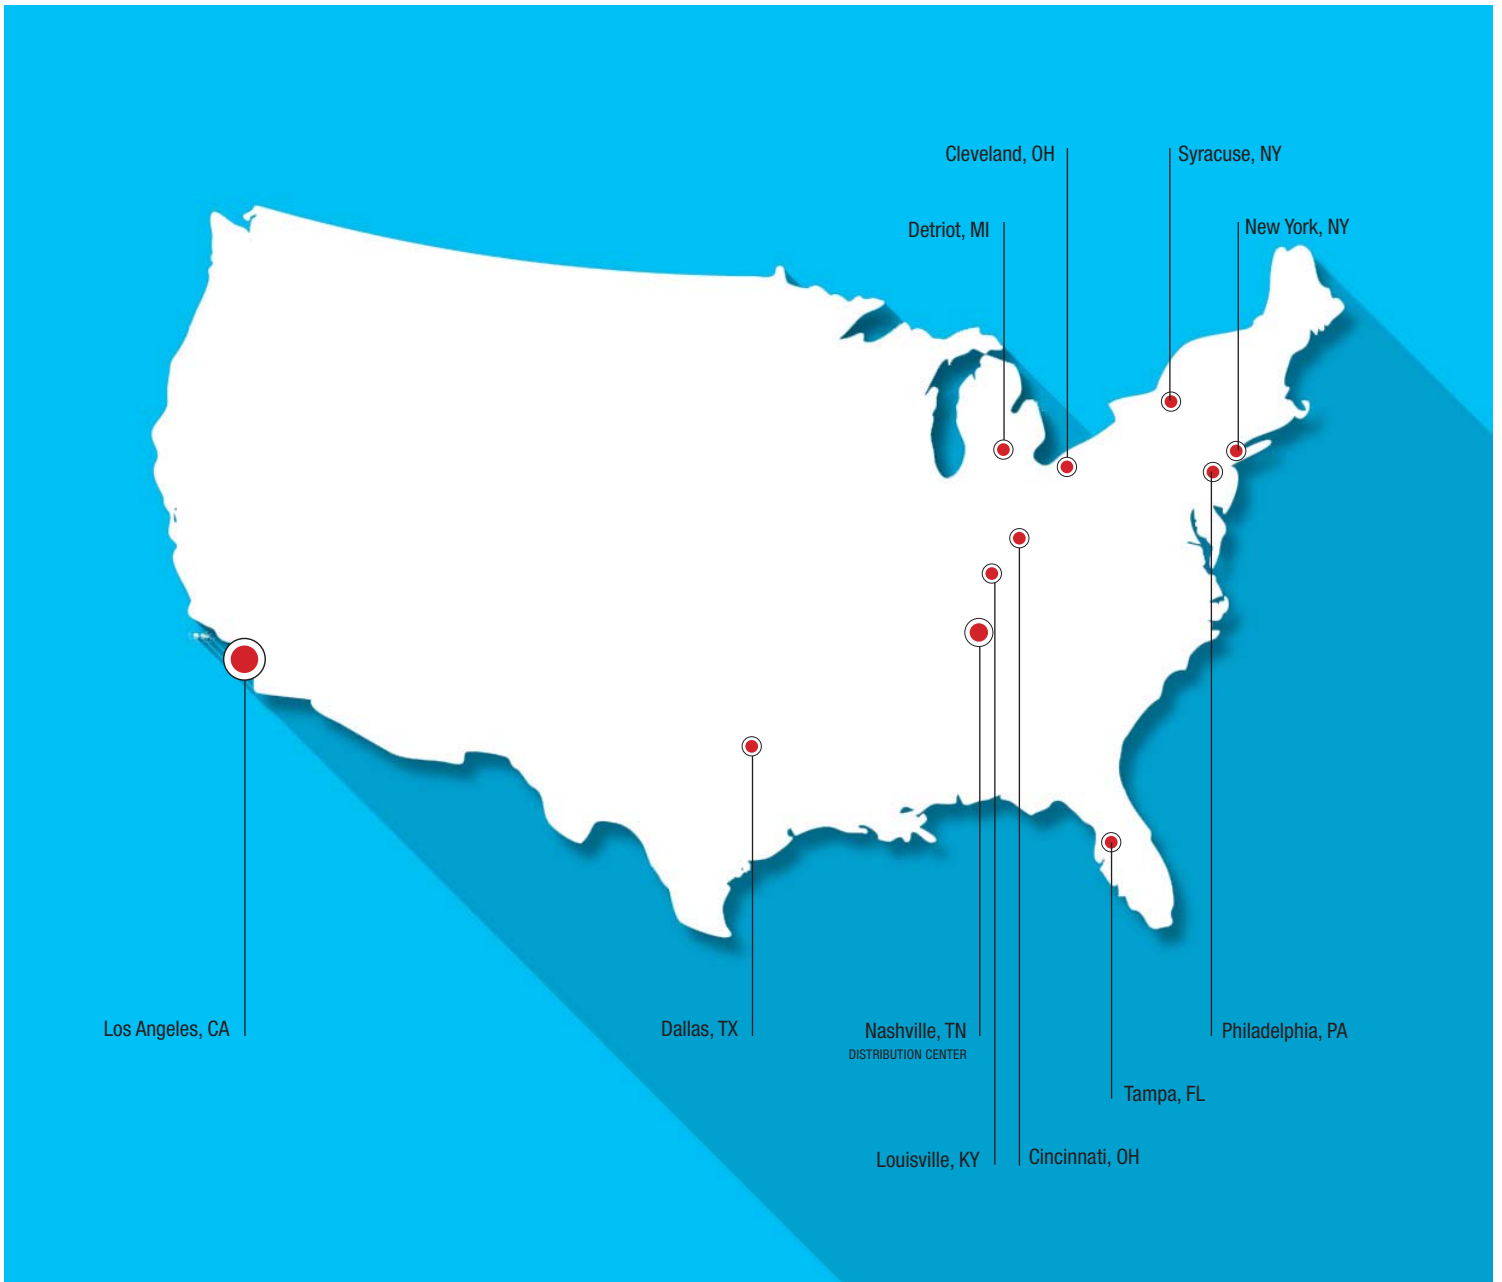 Cleveland, OH
Syracuse, NY
Detriot, MI
New York, NY
Los Angeles, CA
Dallas, TX
Nashville, TN
DISTRIBUTION CENTER
Philadelphia, PA
Tampa, FL
Louisville, KY
Cincinnati, OH